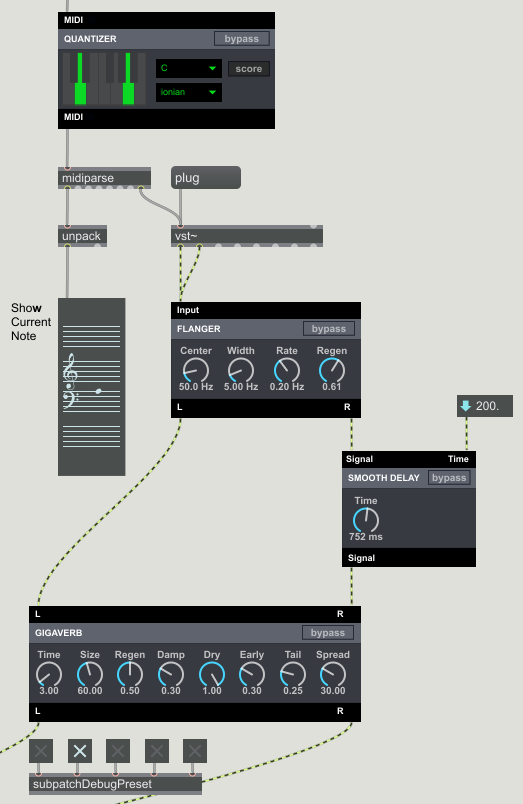 MIDI
QUANTIZER bypass
C score
ionian
MIDI
midiparse plug
unpack vst~
Show
Current
Note
Input
FLANGER bypass
Center Width Rate Regen
50.0 Hz 5.00 Hz 0.20 Hz 0.61
L R
200.
Signal Time
SMOOTH DELAY bypass
Time
752 ms
Signal
L R
GIGAVERB bypass
Time Size Regen Damp Dry Early Tail Spread
3.00 60.00 0.50 0.30 1.00 0.30 0.25 30.00
L R
subpatchDebugPreset